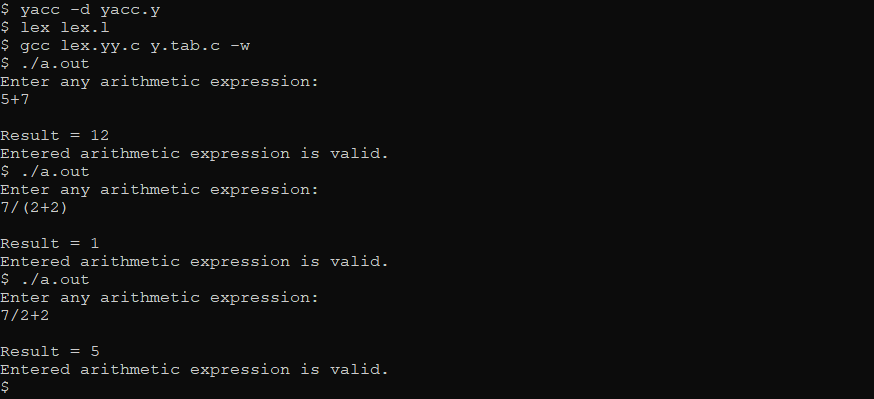 $ yacc -d yacc.y
$ lex lex.l
$ gcc lex.yy.c y.tab.c -w
$ ./a.out
Enter any arithmetic expression:
5+7
Result = 12
Entered arithmetic expression is valid.
$ ./a.out
Enter any arithmetic expression:
7/(2+2)
Result = 1
Entered arithmetic expression is valid.
$ ./a.out
Enter any arithmetic expression:
7/2+2
Result = 5
Entered arithmetic expression is valid.
$